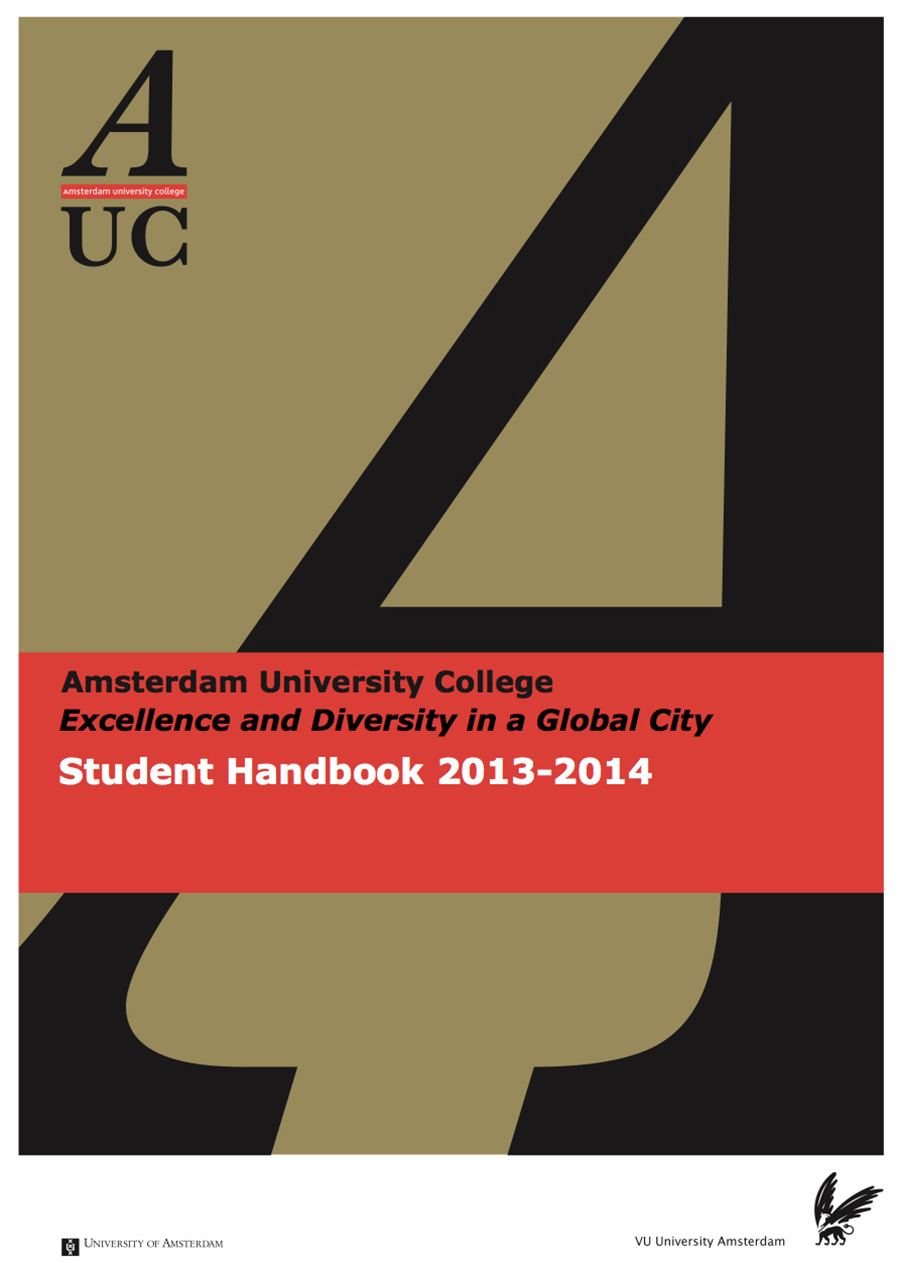 A
Amsterdam university college
UC
Amsterdam University College
Excellence and Diversity in a Global City
Student Handbook 2013-2014
UNIVERSITY OF AMSTERDAM
VU University Amsterdam